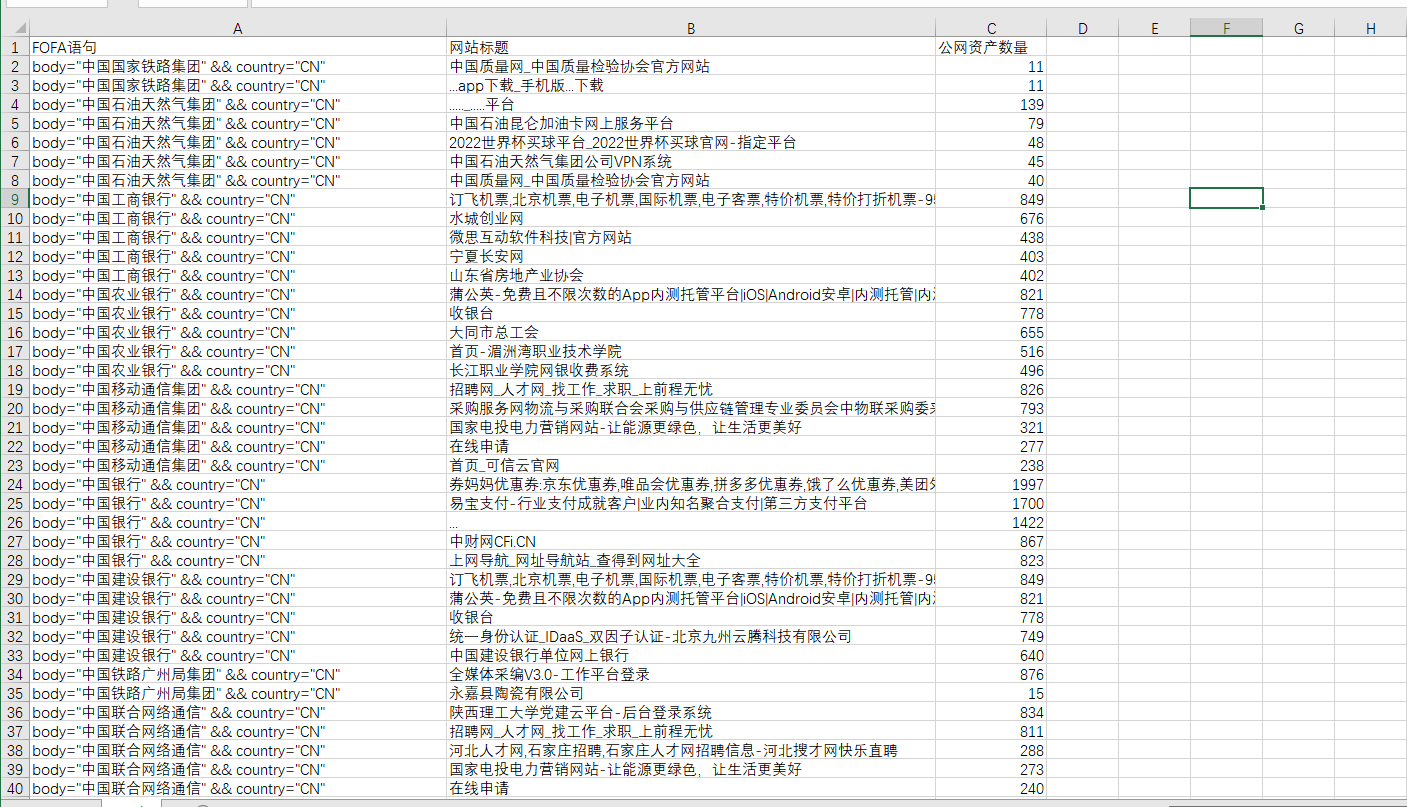 A B C D E F G H
1 FOFA语句 网站标题 公网资产数量
2 body="中国国家铁路集团" && country="CN" 中国质量网_中国质量检验协会官方网站 11
3 body="中国国家铁路集团" && country="CN" ...app下载_手机版...下载 11
4 body="中国石油天然气集团" && country="CN" ....._.....平台 139
5 body="中国石油天然气集团" && country="CN" 中国石油昆仑加油卡网上服务平台 79
6 body="中国石油天然气集团" && country="CN" 2022世界杯买球平台_2022世界杯买球官网-指定平台 48
7 body="中国石油天然气集团" && country="CN" 中国石油天然气集团公司VPN系统 45
8 body="中国石油天然气集团" && country="CN" 中国质量网_中国质量检验协会官方网站 40
9 body="中国工商银行" && country="CN" 订飞机票,北京机票,电子机票,国际机票,电子客票,特价机票,特价打折机票-9 849
10 body="中国工商银行" && country="CN" 水城创业网 676
11 body="中国工商银行" && country="CN" 微思互动软件科技|官方网站 438
12 body="中国工商银行" && country="CN" 宁夏长安网 403
13 body="中国工商银行" && country="CN" 山东省房地产业协会 402
14 body="中国农业银行" && country="CN" 蒲公英-免费且不限次数的App内测托管平台|iOS|Android安卓|内测托管|内 821
15 body="中国农业银行" && country="CN" 收银台 778
16 body="中国农业银行" && country="CN" 大同市总工会 655
17 body="中国农业银行" && country="CN" 首页-湄洲湾职业技术学院 516
18 body="中国农业银行" && country="CN" 长江职业学院网银收费系统 496
19 body="中国移动通信集团" && country="CN" 招聘网_人才网_找工作_求职_上前程无忧 826
20 body="中国移动通信集团" && country="CN" 采购服务网物流与采购联合会采购与供应链管理专业委员会中物联采购委 793
21 body="中国移动通信集团" && country="CN" 国家电投电力营销网站-让能源更绿色，让生活更美好 321
22 body="中国移动通信集团" && country="CN" 在线申请 277
23 body="中国移动通信集团" && country="CN" 首页_可信云官网 238
24 body="中国银行" && country="CN" 券妈妈优惠券:京东优惠券,唯品会优惠券,拼多多优惠券,饿了么优惠券,美团 1997
25 body="中国银行" && country="CN" 易宝支付-行业支付成就客户|业内知名聚合支付|第三方支付平台 1700
26 body="中国银行" && country="CN" ... 1422
27 body="中国银行" && country="CN" 中财网CFi.CN 867
28 body="中国银行" && country="CN" 上网导航_网址导航站_查得到网址大全 823
29 body="中国建设银行" && country="CN" 订飞机票,北京机票,电子机票,国际机票,电子客票,特价机票,特价打折机票-9 849
30 body="中国建设银行" && country="CN" 蒲公英-免费且不限次数的App内测托管平台|iOS|Android安卓|内测托管|内 821
31 body="中国建设银行" && country="CN" 收银台 778
32 body="中国建设银行" && country="CN" 统一身份认证_IDaaS_双因子认证-北京九州云腾科技有限公司 749
33 body="中国建设银行" && country="CN" 中国建设银行单位网上银行 640
34 body="中国铁路广州局集团" && country="CN" 全媒体采编V3.0-工作平台登录 876
35 body="中国铁路广州局集团" && country="CN" 永嘉县陶瓷有限公司 15
36 body="中国联合网络通信" && country="CN" 陕西理工大学党建云平台-后台登录系统 834
37 body="中国联合网络通信" && country="CN" 招聘网_人才网_找工作_求职_上前程无忧 811
38 body="中国联合网络通信" && country="CN" 河北人才网,石家庄招聘,石家庄人才网招聘信息-河北搜才网快乐直聘 288
39 body="中国联合网络通信" && country="CN" 国家电投电力营销网站-让能源更绿色，让生活更美好 273
40 body="中国联合网络通信" && country="CN" 在线申请 240